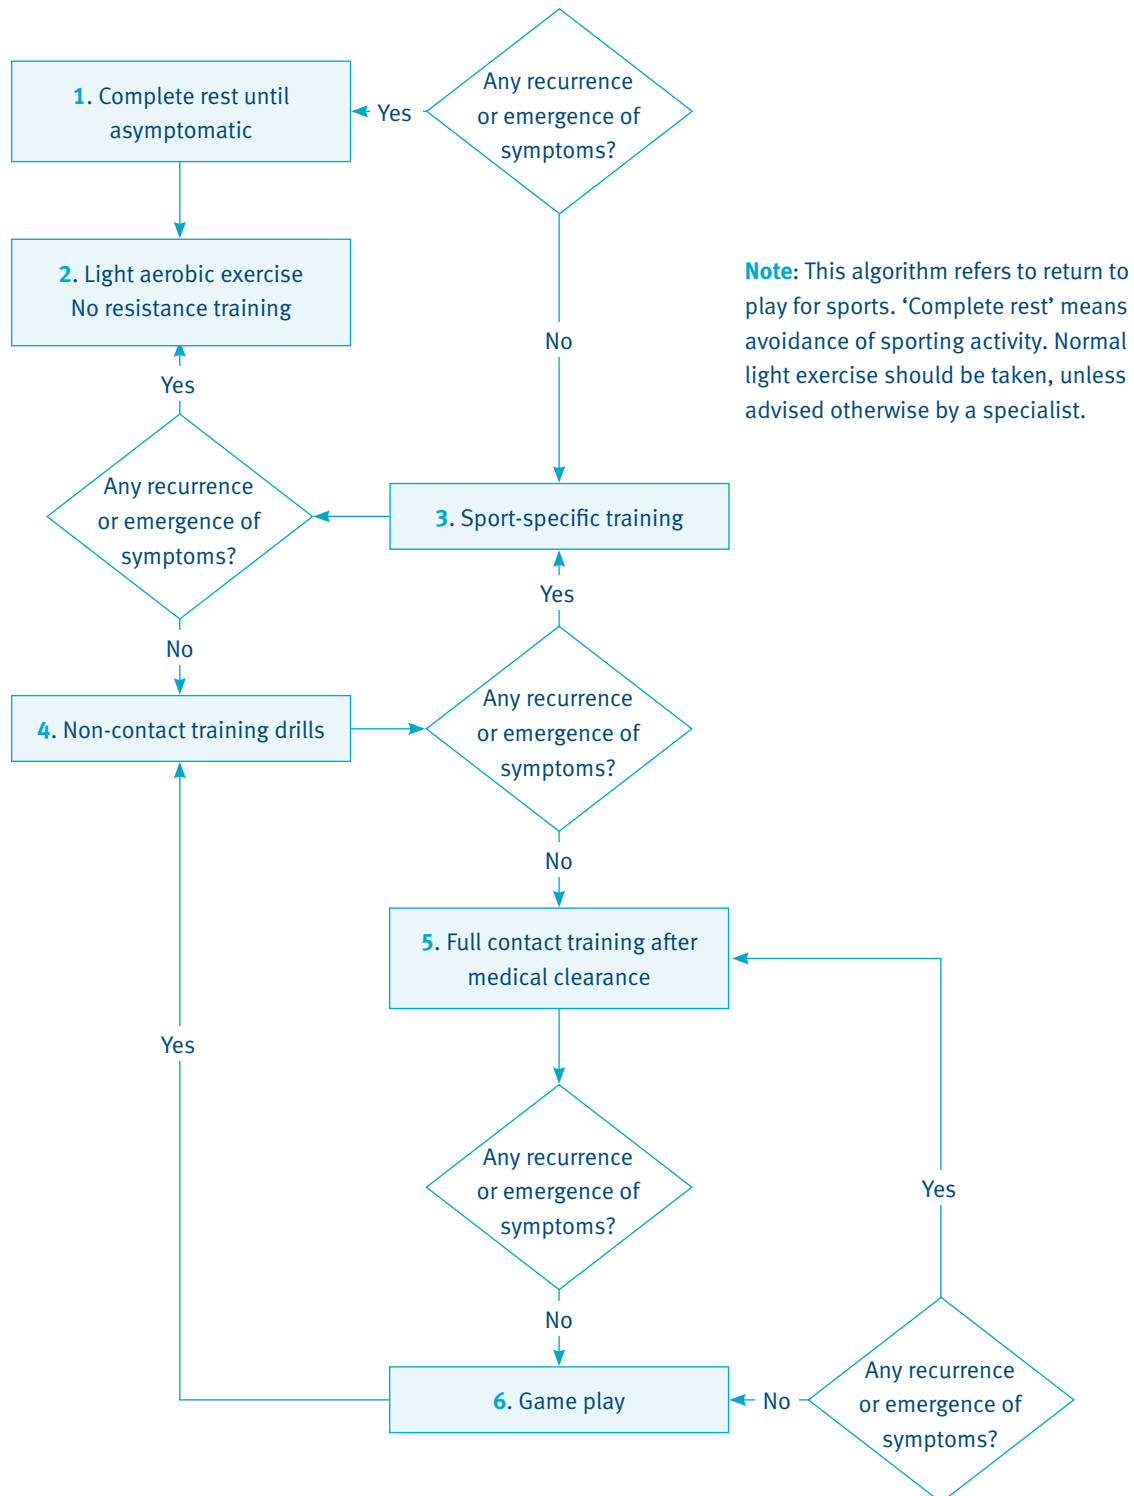 Any recurrence
or emergence of
symptoms?
Yes
1. Complete rest until
asymptomatic
2. Light aerobic exercise
No resistance training
No
Note: This algorithm refers to return to
play for sports. ‘Complete rest’ means
avoidance of sporting activity. Normal
light exercise should be taken, unless
advised otherwise by a specialist.
Yes
Any recurrence
or emergence of
symptoms?
3. Sport-specific training
Yes
No
4. Non-contact training drills
Any recurrence
or emergence of
symptoms?
No
5. Full contact training after
medical clearance
Yes
Any recurrence
or emergence of
symptoms?
Yes
No
6. Game play
No
Any recurrence
or emergence of
symptoms?